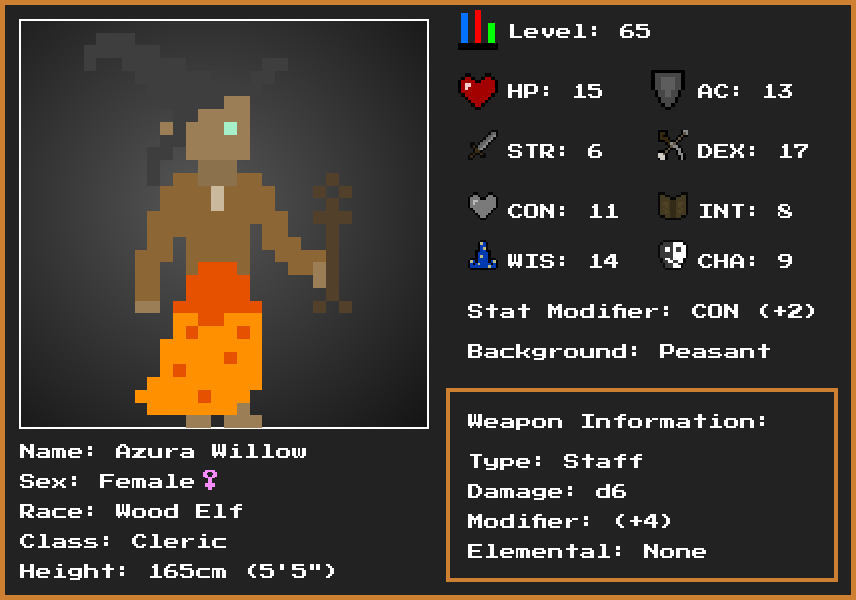 Level: 65
HP: 15 AC: 13
STR: 6 DEX: 17
CON: 11 INT: 8
WIS: 14 CHA: 9
Stat Modifier: CON (+2)
Background: Peasant
Weapon Information:
Type: Staff
Damage: d6
Modifier: (+4)
Elemental: None
Name: Azura Willow
Sex: Female♀
Race: Wood Elf
Class: Cleric
Height: 165cm (5'5")